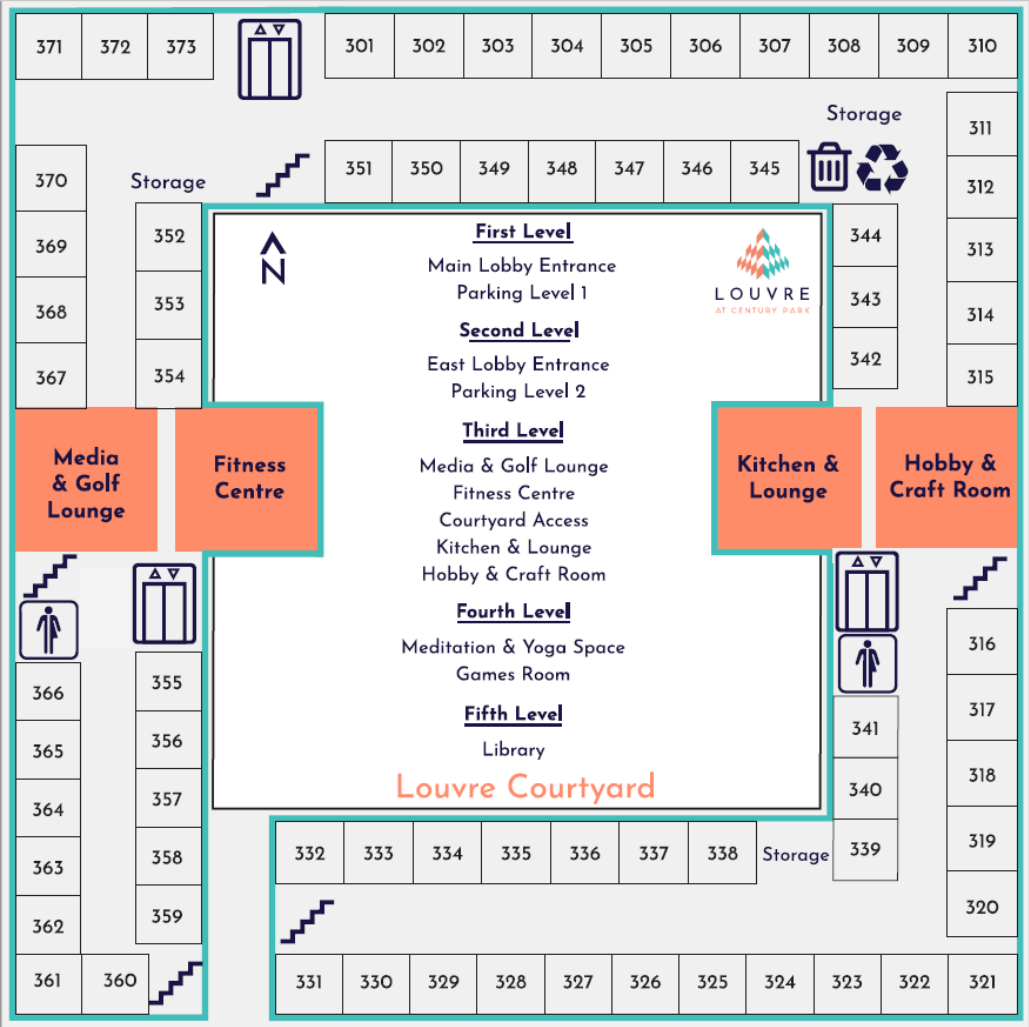 371 372 373 301 302 303 304 305 306 307 308 309 310
Storage
311
351 350 349 348 347 346 345
370 Storage
312
352 344
369 313
353 343
368 314
354 342
367 315
N
LOUVRE
AT CENTURY PARK
First Level
Main Lobby Entrance
Parking Level 1
Second Level
East Lobby Entrance
Parking Level 2
Third Level
Media & Golf Lounge
Fitness Centre
Courtyard Access
Kitchen & Lounge
Hobby & Craft Room
Fourth Level
Meditation & Yoga Space
Games Room
Fifth Level
Library
Louvre Courtyard
Media
& Golf
Lounge
Fitness
Centre
Kitchen &
Lounge
Hobby &
Craft Room
316
366 355
317
365 356 341
318
364 357 340
319
363 358
332 333 334 335 336 337 338 Storage 339
362 359
320
361 360
331 330 329 328 327 326 325 324 323 322 321